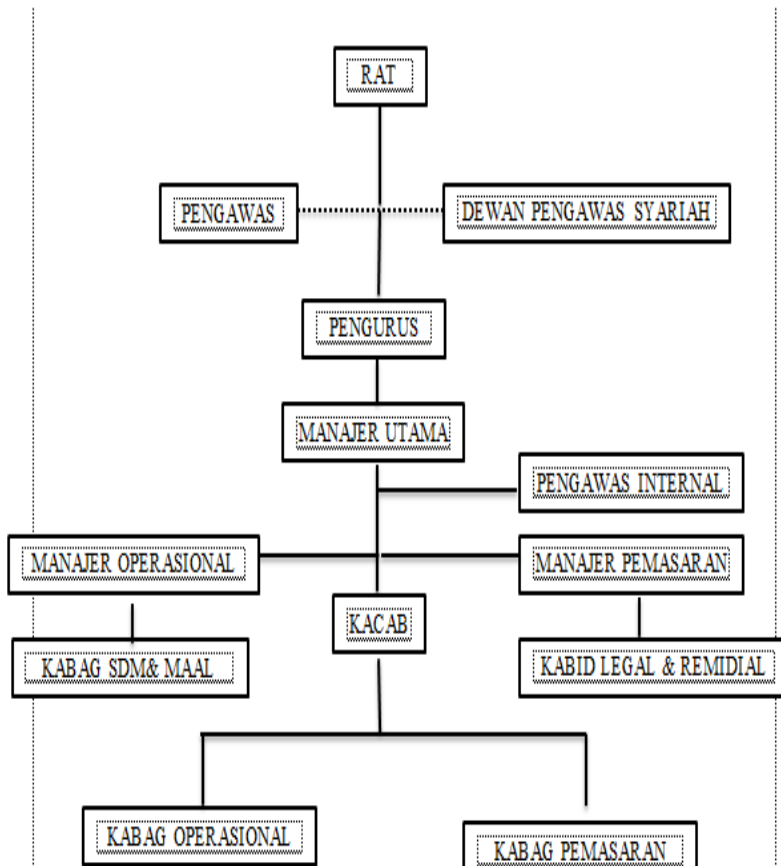 RAT
PENGAWAS
DEWAN PENGAWAS SYARIAH
PENGURUS
MANAJER UTAMA
PENGAWAS INTERNAL
MANAJER OPERASIONAL
MANAJER PEMASARAN
KACAB
KABAG SDM& MAAL
KABID LEGAL & REMIDIAL
KABAG OPERASIONAL
KABAG PEMASARAN